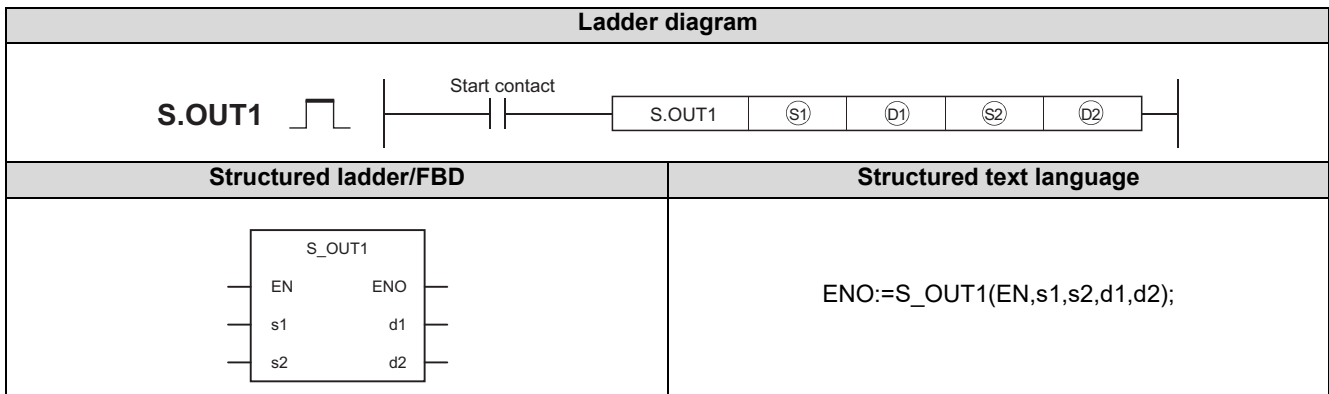 Ladder diagram
Start contact
S.OUT1 S.OUT1 S1 D1 S2 D2
Structured ladder/FBD Structured text language
S_OUT1
EN ENO
s1 d1
s2 d2
ENO:=S_OUT1(EN,s1,s2,d1,d2);